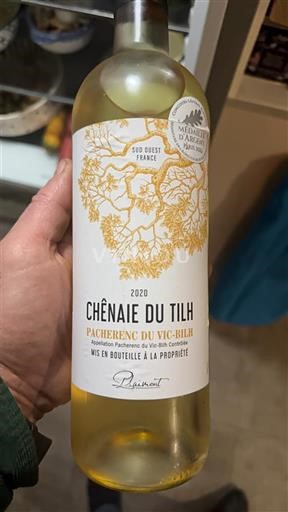 SUD OUEST
FRANCE
MÉDAILLE
D'ARGENT
PARIS
2020
CHÊNAIE DU TILH
PACHERENC DU VIC-BILH
Appellation Pacherenc du Vic-Bilh Contrôlée
MIS EN BOUTEILLE À LA PROPRIÉTÉ
Plaimont